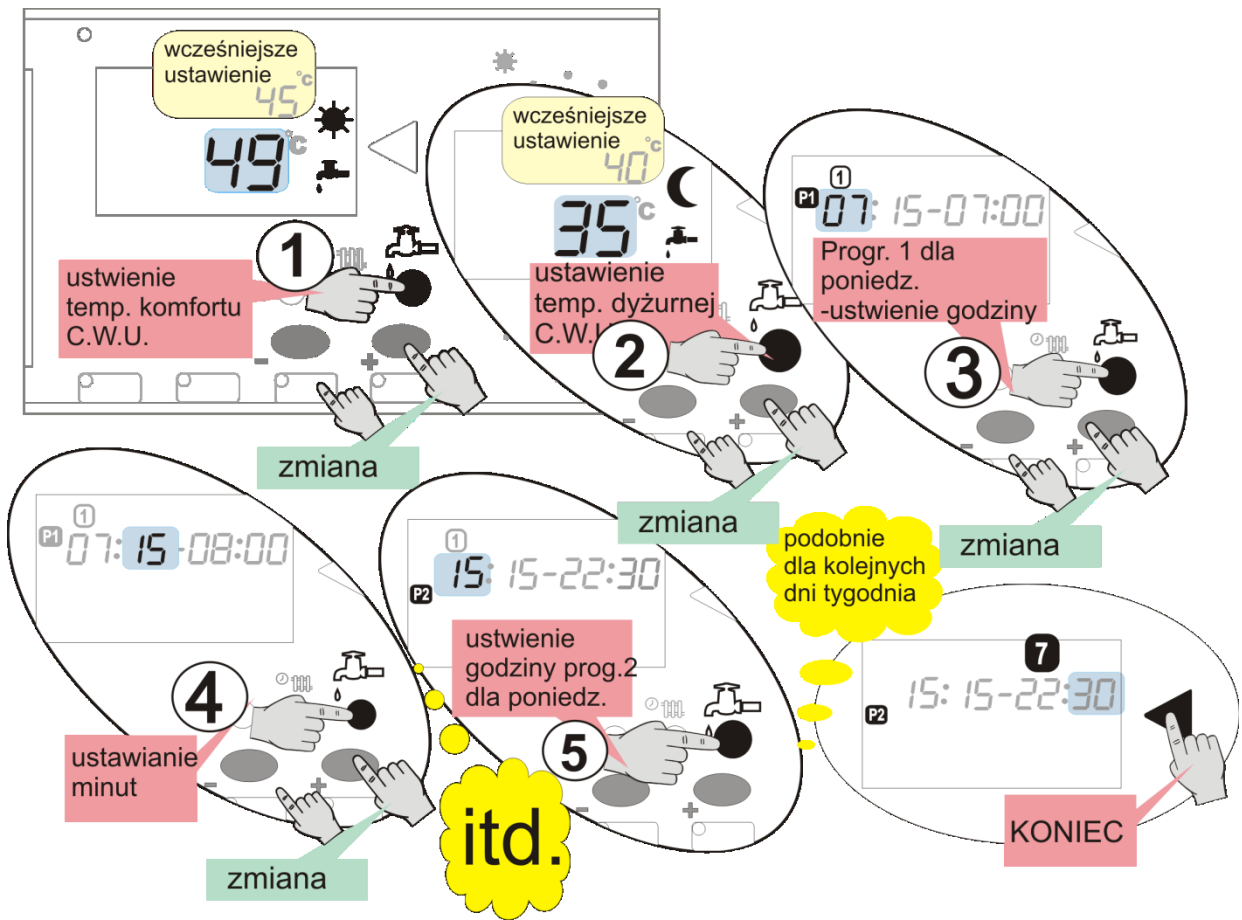 wcześniejsze
ustawienie
45°C
49°C
1
ustwienie
temp. komfortu
C.W.U.
-
+
zmiana
wcześniejsze
ustawienie
40°C
35°C
ustawienie
temp. dyżurnej
C.W.U.
2
-
+
zmiana
1
P1 07:15-07:00
Progr. 1 dla
poniedz.
-ustwienie godziny
3
-
+
zmiana
1
P1 07:15-08:00
4
ustawianie
minut
-
+
zmiana
1
15:15-22:30
P2
ustwienie
godziny prog.2
dla poniedz.
5
-
+
itd.
podobnie
dla kolejnych
dni tygodnia
7
15:15-22:30
P2
KONIEC